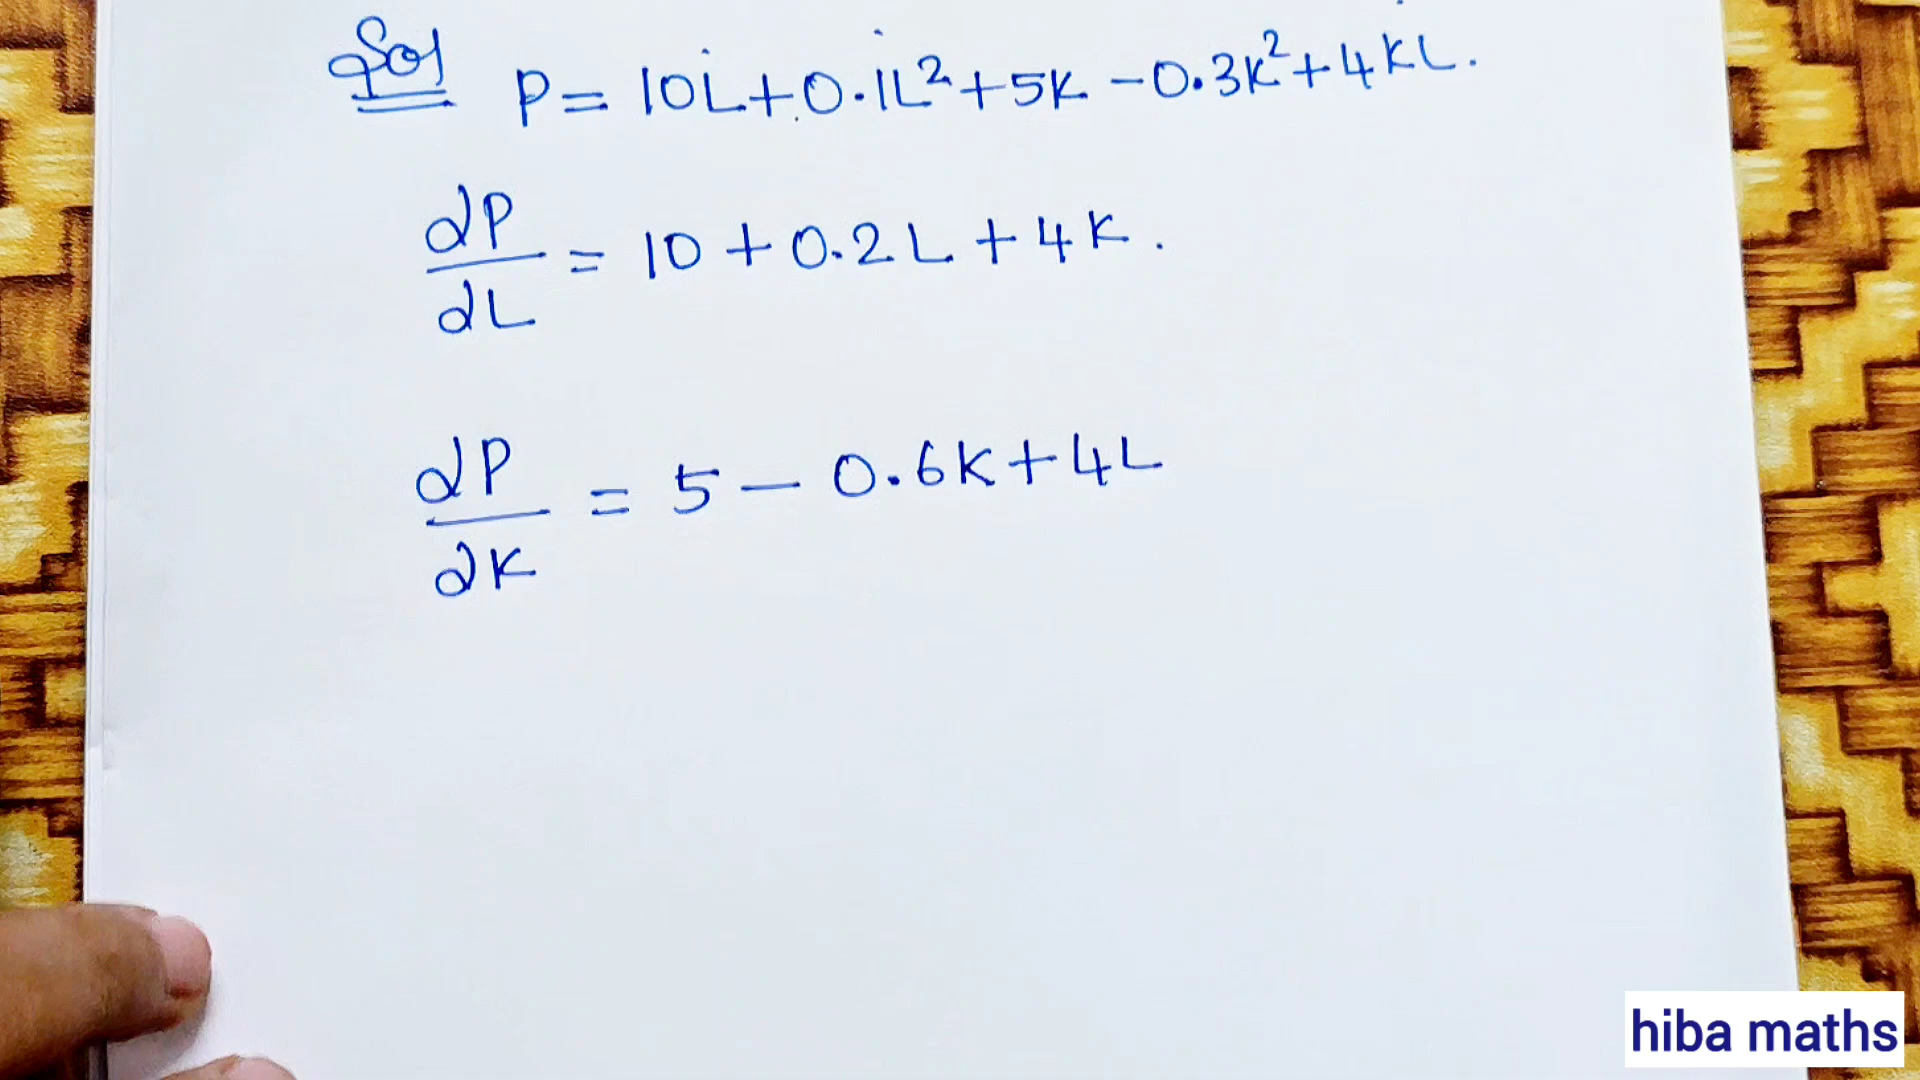 Sol P = 10L + 0.1L² + 5K - 0.3K² + 4KL.
∂P/∂L = 10 + 0.2L + 4K.
∂P/∂K = 5 - 0.6K + 4L
hiba maths